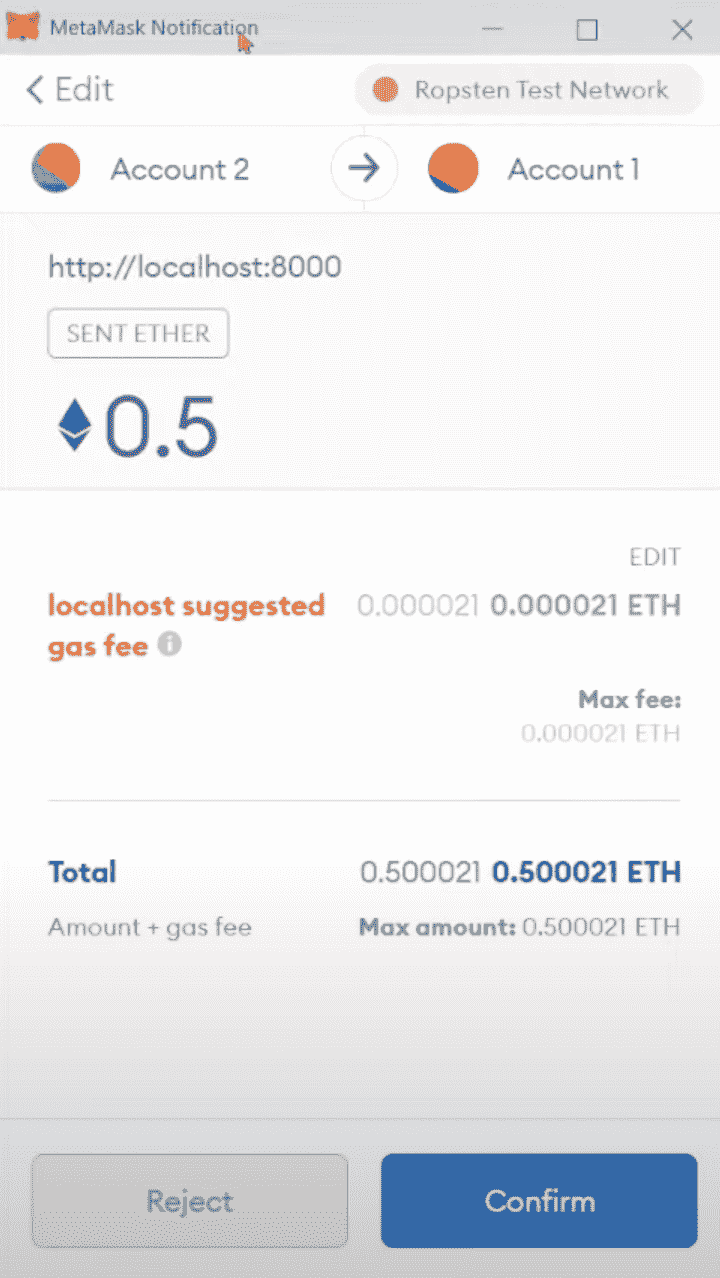 MetaMask Notification
Edit
Ropsten Test Network
Account 2
Account 1
http://localhost:8000
SENT ETHER
0.5
EDIT
localhost suggested 0.000021 0.000021 ETH
gas fee
Max fee:
0.000021 ETH
Total 0.500021 0.500021 ETH
Amount + gas fee Max amount: 0.500021 ETH
Reject
Confirm